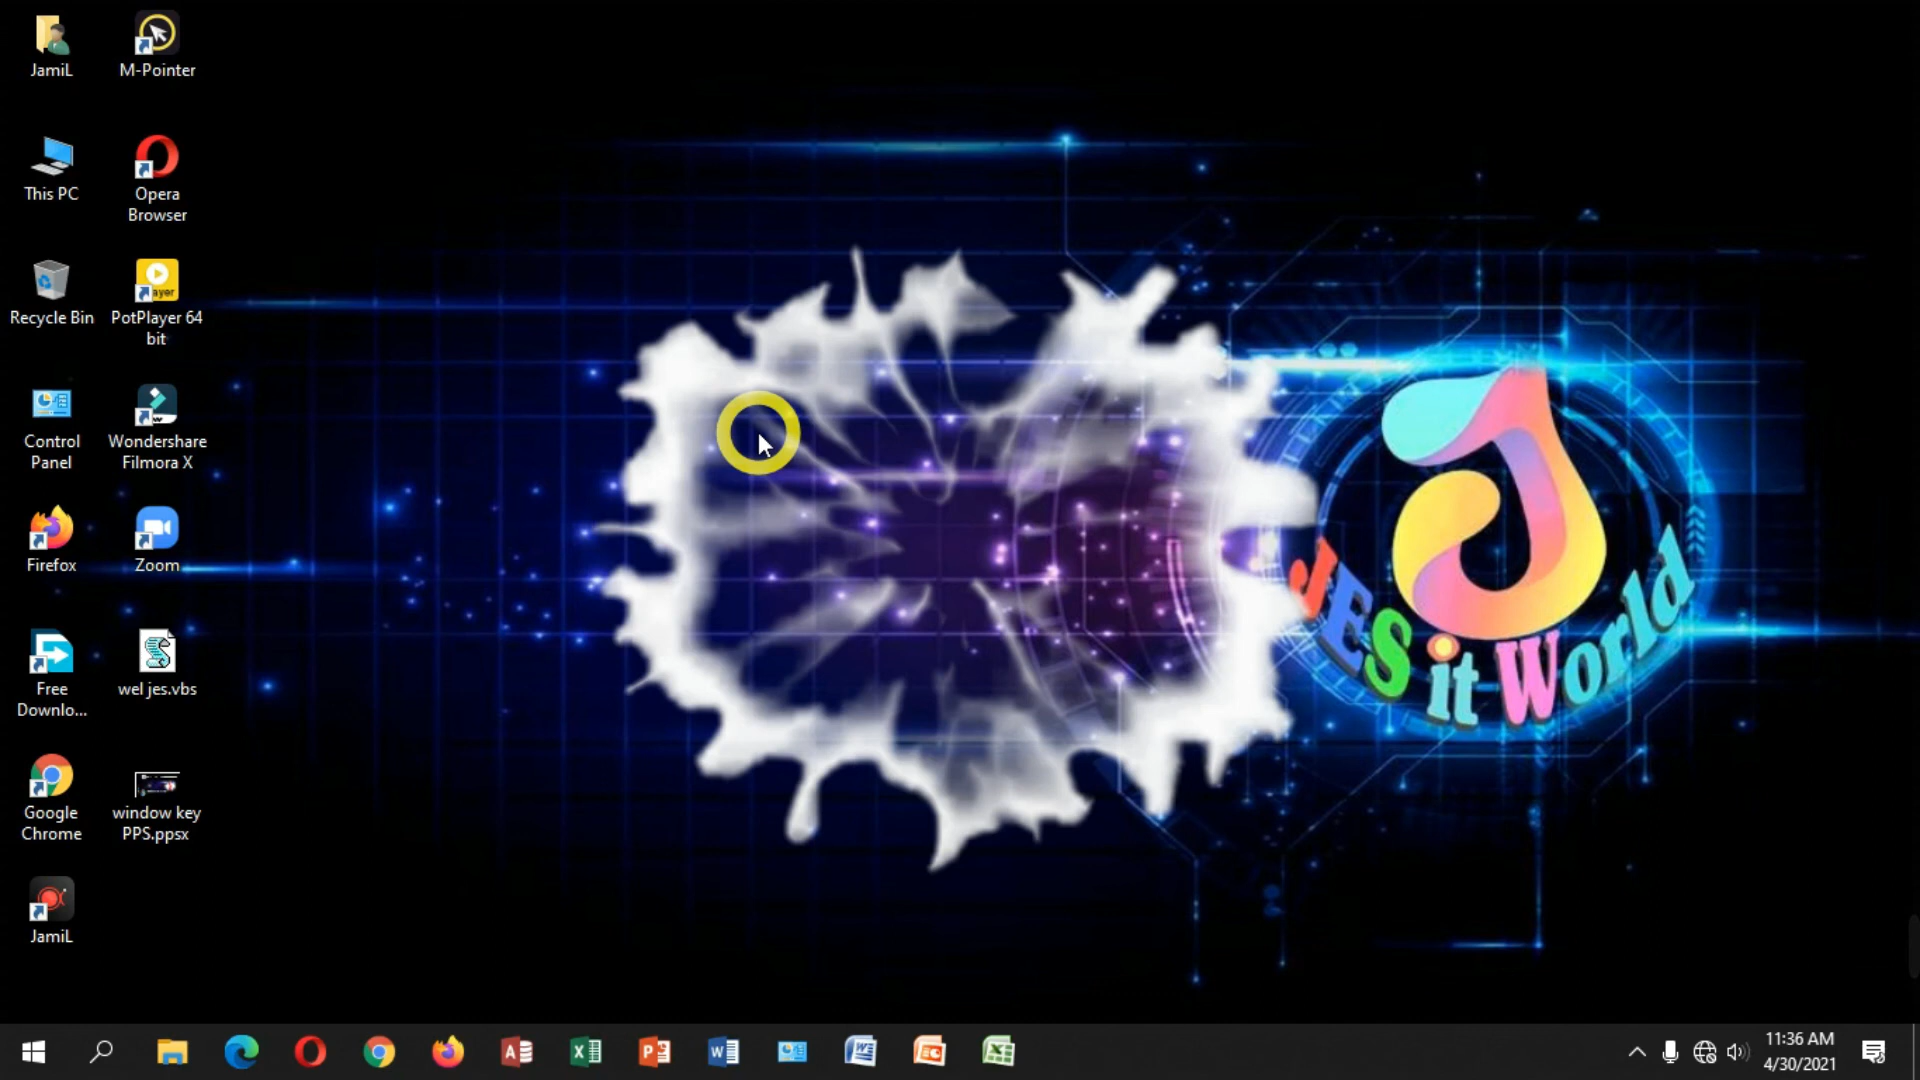 JamiL
M-Pointer
This PC
Opera
Browser
Recycle Bin
PotPlayer 64
bit
Control
Panel
Wondershare
Filmora X
Firefox
Zoom
Free
Downlo...
wel jes.vbs
Google
Chrome
window key
PPS.ppsx
JamiL
JES it World
11:36 AM
4/30/2021